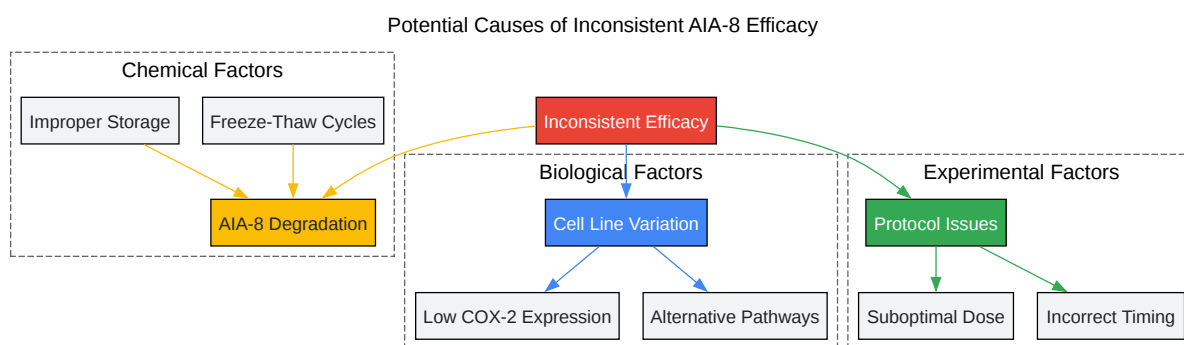 Potential Causes of Inconsistent AIA-8 Efficacy
Chemical Factors
Improper Storage
Freeze-Thaw Cycles
Inconsistent Efficacy
Biological Factors
Experimental Factors
AIA-8 Degradation
Cell Line Variation
Protocol Issues
Low COX-2 Expression
Alternative Pathways
Suboptimal Dose
Incorrect Timing